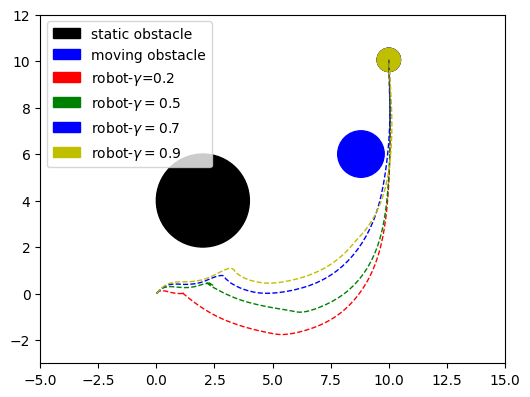 12
10
8
6
4
2
0
−2
static obstacle
moving obstacle
robot-γ=0.2
robot-γ = 0.5
robot-γ = 0.7
robot-γ = 0.9
−5.0 −2.5 0.0 2.5 5.0 7.5 10.0 12.5 15.0